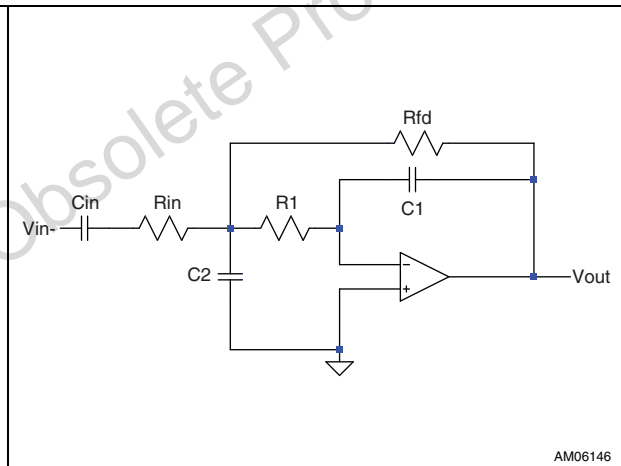 Obsolete Pro
Rfd
Cin
Rin
R1
C1
Vin-
C2
-
+
Vout
AM06146